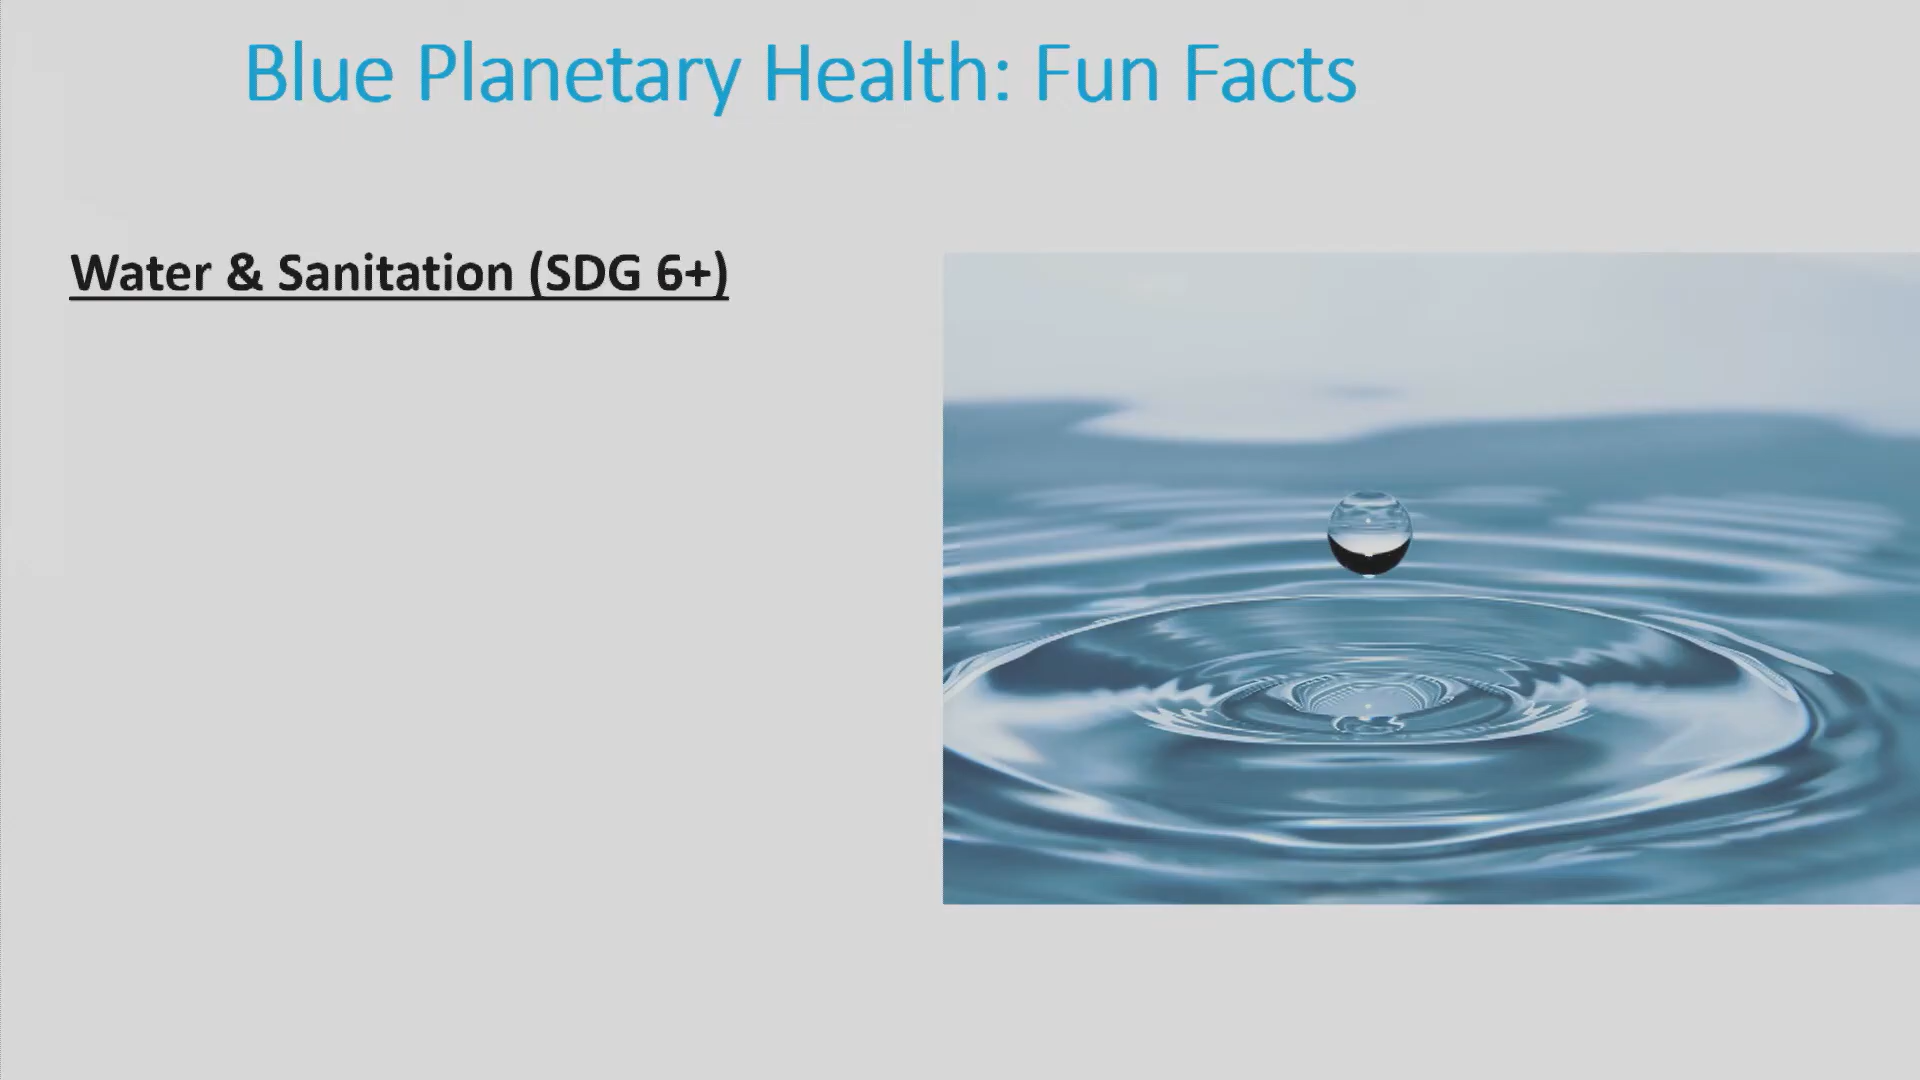 Blue Planetary Health: Fun Facts
Water & Sanitation (SDG 6+)